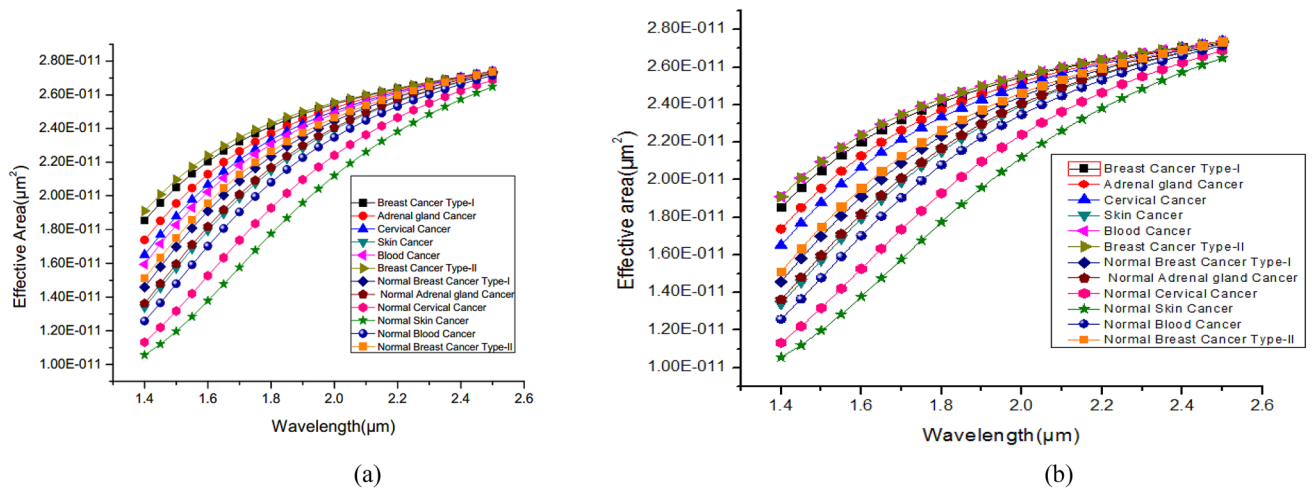 Effective Area(μm2)
2.80E-011
2.60E-011
2.40E-011
2.20E-011
2.00E-011
1.80E-011
1.60E-011
1.40E-011
1.20E-011
1.00E-011
Breast Cancer Type-I
Adrenal gland Cancer
Cervical Cancer
Skin Cancer
Blood Cancer
Breast Cancer Type-II
Normal Breast Cancer Type-I
Normal Adrenal gland Cancer
Normal Cervical Cancer
Normal Skin Cancer
Normal Blood Cancer
Normal Breast Cancer Type-II
1.4 1.6 1.8 2.0 2.2 2.4 2.6
Wavelength(μm)
(a)
Effective area(μm2)
2.80E-011
2.60E-011
2.40E-011
2.20E-011
2.00E-011
1.80E-011
1.60E-011
1.40E-011
1.20E-011
1.00E-011
Breast Cancer Type-I
Adrenal gland Cancer
Cervical Cancer
Skin Cancer
Blood Cancer
Breast Cancer Type-II
Normal Breast Cancer Type-I
Normal Adrenal gland Cancer
Normal Cervical Cancer
Normal Skin Cancer
Normal Blood Cancer
Normal Breast Cancer Type-II
1.4 1.6 1.8 2.0 2.2 2.4 2.6
Wavelength(μm)
(b)